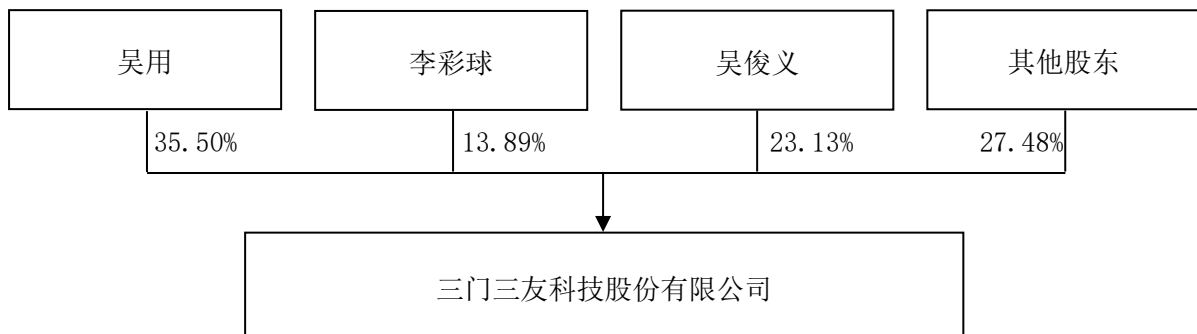 吴用
李彩球
吴俊义
其他股东
35.50%
13.89%
23.13%
27.48%
三门三友科技股份有限公司